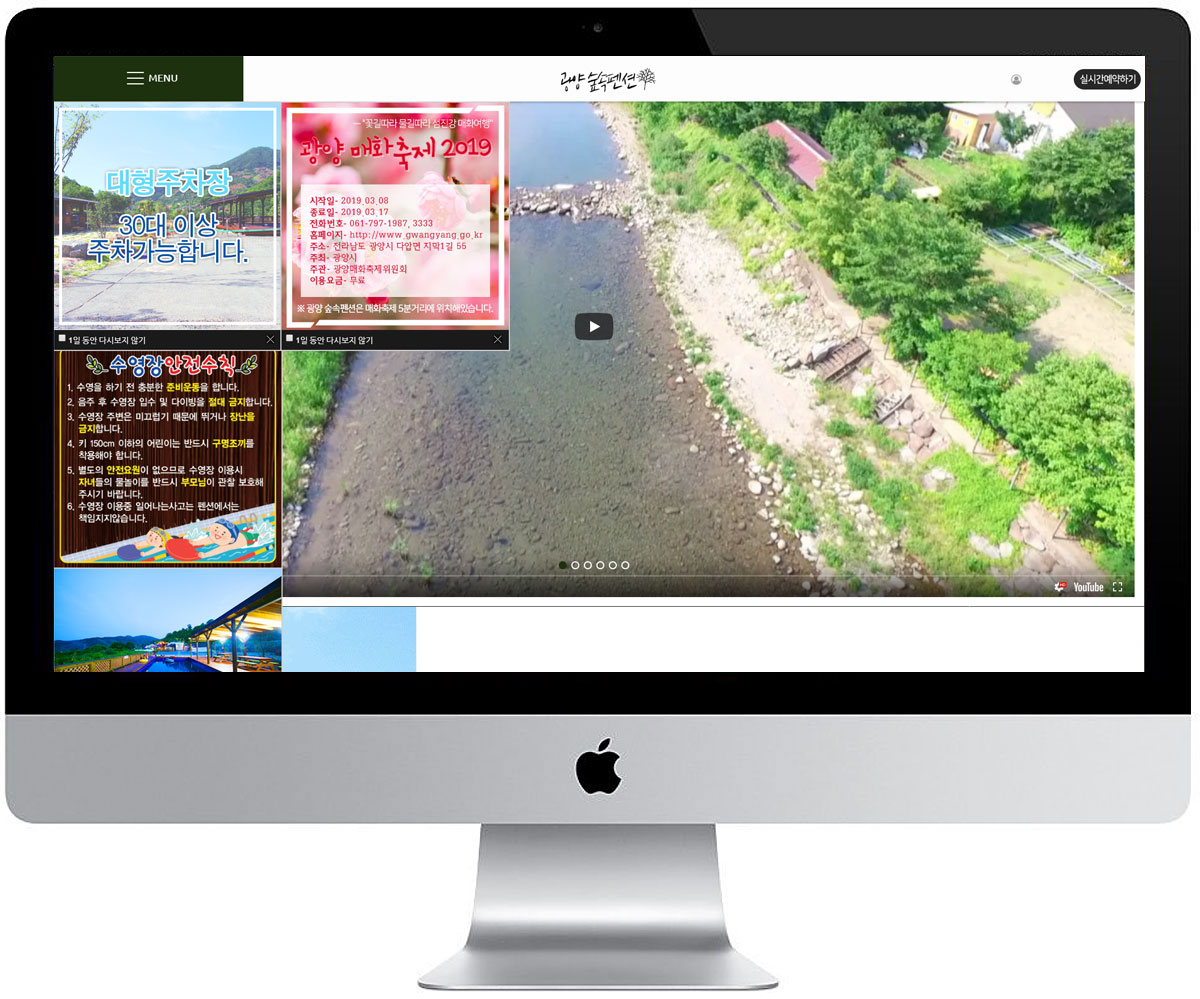 MENU
광양 숲속펜션
실시간예약하기
대형주차장
30대 이상
주차가능합니다.
1일 동안 다시보지 않기
— "꽃길따라 물길따라 섬진강 매화여행"
광양 매화축제 2019
시작일- 2019_03_08
종료일- 2019_03_17
전화번호- 061-797-1987_3333
홈페이지- http://www_gwangyang_go_kr
주소- 전라남도 광양시 다압면 지막1길 55
주최- 광양시
주관- 광양매화축제위원회
이용요금- 무료
※ 광양 숲속펜션은 매화축제 5분거리에 위치해있습니다.
1일 동안 다시보지 않기
수영장안전수칙
1. 수영을 하기 전 충분한 준비운동을 합니다.
2. 음주 후 수영장 입수 및 다이빙을 절대 금지합니다.
3. 수영장 주변은 미끄럽기 때문에 뛰거나 장난을
금지합니다.
4. 키 150cm 이하의 어린이는 반드시 구명조끼를
착용해야 합니다.
5. 별도의 안전요원이 없으므로 수영장 이용시
자녀들의 물놀이를 반드시 부모님이 관찰 보호해
주시기 바랍니다.
6. 수영장 이용중 일어나는사고는 펜션에서는
책임지지않습니다.
YouTube